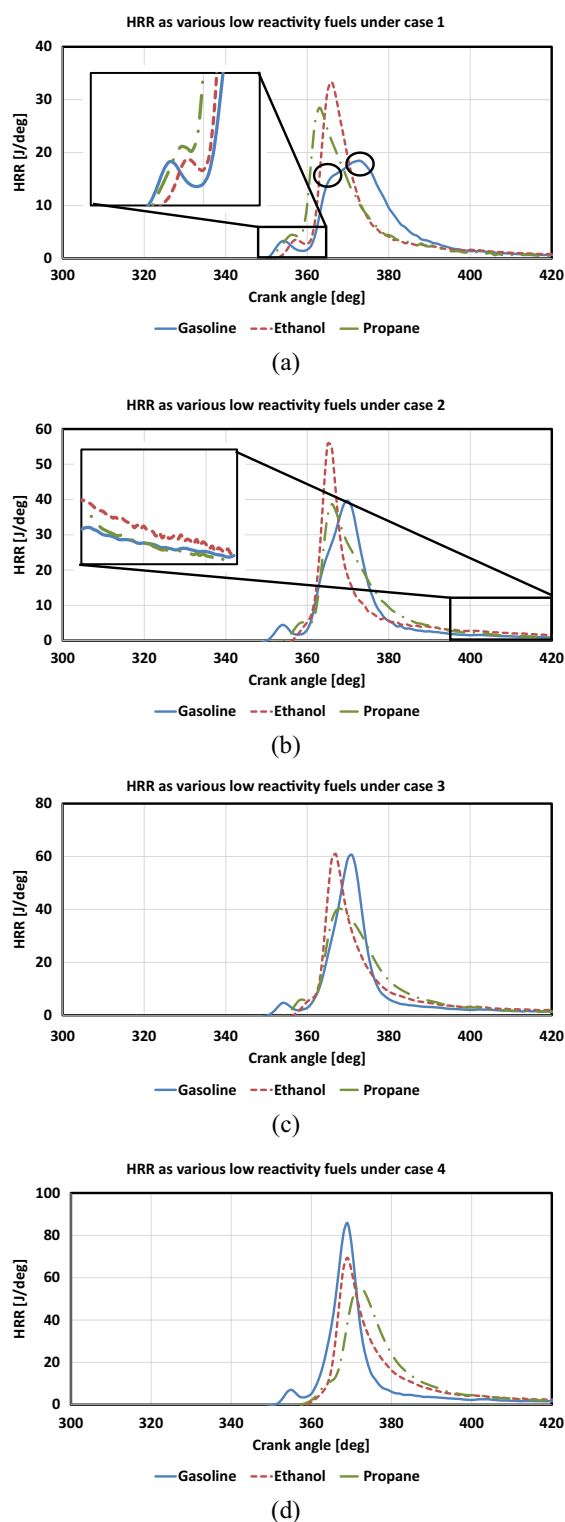 HRR as various low reactivity fuels under case 1
HRR [J/deg]
40
30
20
10
0
300 320 340 360 380 400 420
Crank angle [deg]
Gasoline Ethanol Propane
(a)
HRR as various low reactivity fuels under case 2
HRR [J/deg]
60
50
40
30
20
10
0
300 320 340 360 380 400 420
Crank angle [deg]
Gasoline Ethanol Propane
(b)
HRR as various low reactivity fuels under case 3
HRR [J/deg]
80
60
40
20
0
300 320 340 360 380 400 420
Crank angle [deg]
Gasoline Ethanol Propane
(c)
HRR as various low reactivity fuels under case 4
HRR [J/deg]
100
80
60
40
20
0
300 320 340 360 380 400 420
Crank angle [deg]
Gasoline Ethanol Propane
(d)